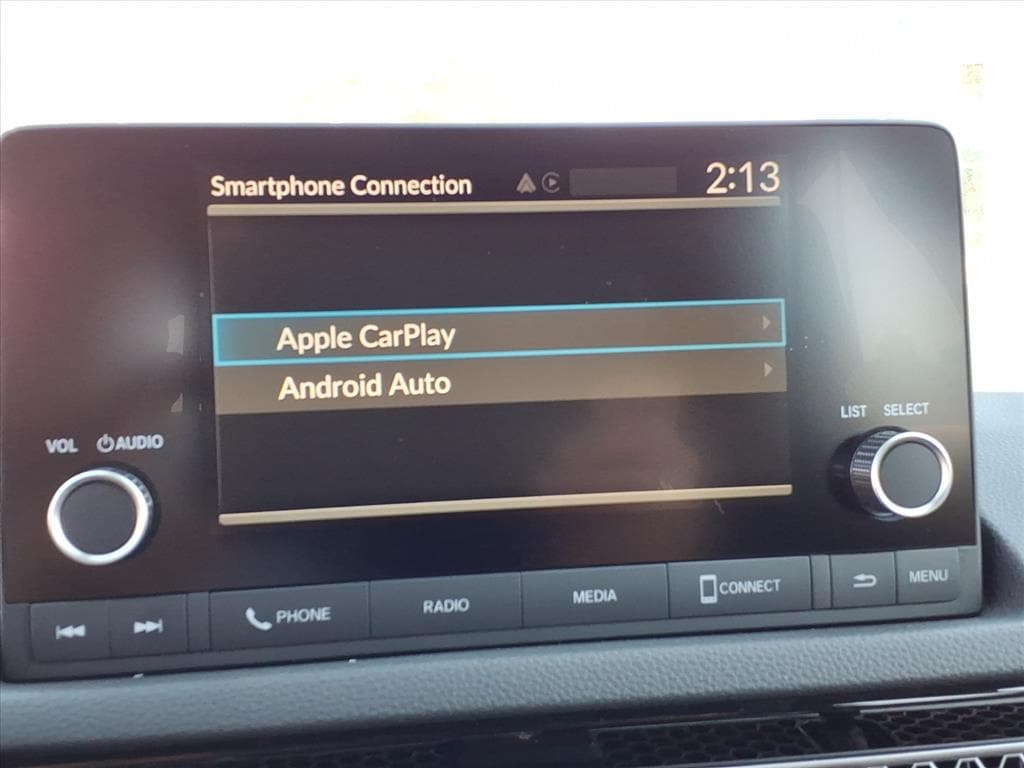 Smartphone Connection 2:13
Apple CarPlay
Android Auto
VOL AUDIO
LIST SELECT
PHONE RADIO MEDIA CONNECT MENU